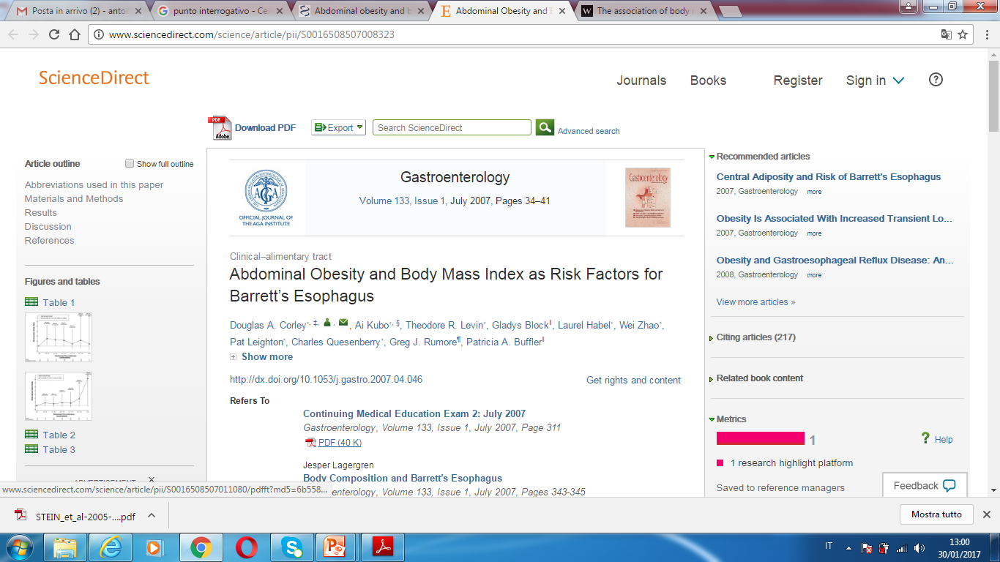 Posta in arrivo (2) - anton
punto interrogativo - Ce
Abdominal obesity and b
Abdominal Obesity and E
The association of body
www.sciencedirect.com/science/article/pii/S0016508507008323
ScienceDirect
Journals Books Register Sign in
Download PDF Export Search ScienceDirect Advanced search
Article outline Show full outline
Abbreviations used in this paper
Materials and Methods
Results
Discussion
References
Figures and tables
Table 1
Table 2
Table 3
ADVERTISEMENT
OFFICIAL JOURNAL OF
THE AGA INSTITUTE
Gastroenterology
Volume 133, Issue 1, July 2007, Pages 34–41
Gastroenterology
Clinical–alimentary tract
Abdominal Obesity and Body Mass Index as Risk Factors for
Barrett's Esophagus
Douglas A. Corley*, ‡, Ai Kubo*, §, Theodore R. Levin*, Gladys Block∥, Laurel Habel*, Wei Zhao*,
Pat Leighton*, Charles Quesenberry*, Greg J. Rumore¶, Patricia A. Buffler∥
Show more
http://dx.doi.org/10.1053/j.gastro.2007.04.046 Get rights and content
Refers To
Continuing Medical Education Exam 2: July 2007
Gastroenterology, Volume 133, Issue 1, July 2007, Page 311
PDF (40 K)
Jesper Lagergren
Body Composition and Barrett's Esophagus
enterology, Volume 133, Issue 1, July 2007, Pages 343-345
Recommended articles
Central Adiposity and Risk of Barrett's Esophagus
2007, Gastroenterology more
Obesity Is Associated With Increased Transient Lo...
2007, Gastroenterology more
Obesity and Gastroesophageal Reflux Disease: An...
2008, Gastroenterology more
View more articles »
Citing articles (217)
Related book content
Metrics
1
Help
1 research highlight platform
Saved to reference managers
Feedback
www.sciencedirect.com/science/article/pii/S0016508507011080/pdfft?md5=6b558...
STEIN_et_al-2005-....pdf
Mostra tutto
IT
13:00
30/01/2017